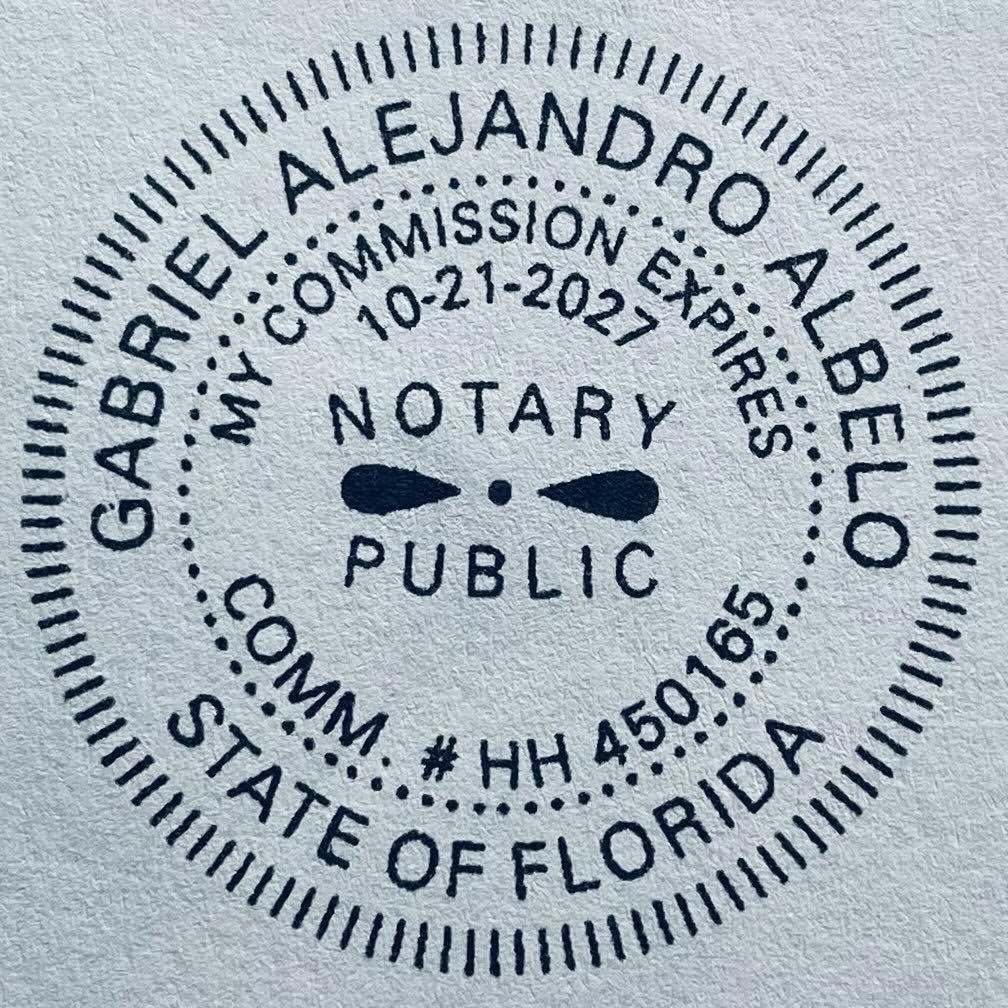 GABRIEL ALEJANDRO ALBELO
MY COMMISSION EXPIRES
10-21-2027
NOTARY
PUBLIC
COMM. # HH 450165
STATE OF FLORIDA